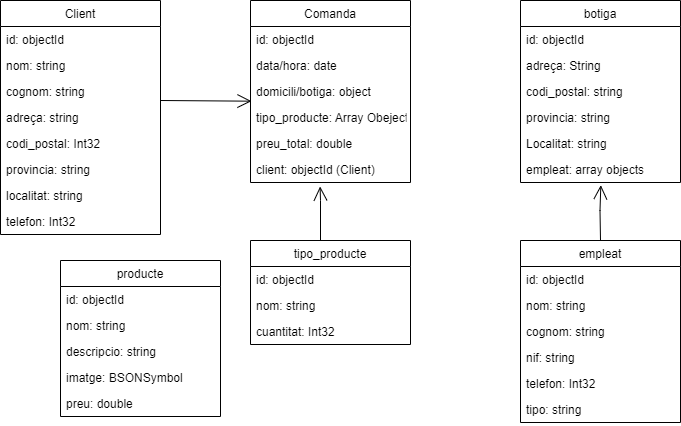 Client
id: objectId
nom: string
cognom: string
adreça: string
codi_postal: Int32
provincia: string
localitat: string
telefon: Int32
Comanda
id: objectId
data/hora: date
domicili/botiga: object
tipo_producte: Array Obeject
preu_total: double
client: objectId (Client)
botiga
id: objectId
adreça: String
codi_postal: string
provincia: string
Localitat: string
empleat: array objects
producte
id: objectId
nom: string
descripcio: string
imatge: BSONSymbol
preu: double
tipo_producte
id: objectId
nom: string
cuantitat: Int32
empleat
id: objectId
nom: string
cognom: string
nif: string
telefon: Int32
tipo: string